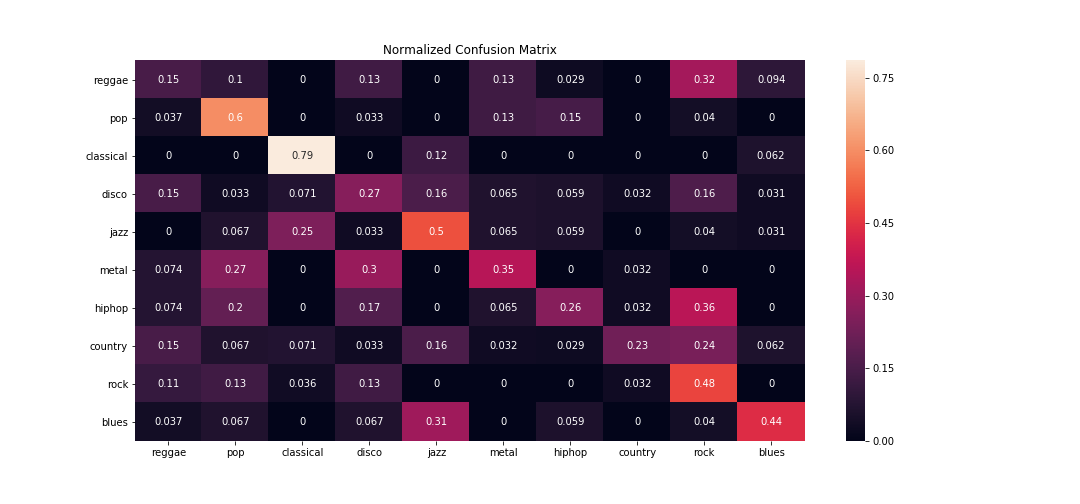 Normalized Confusion Matrix
reggae 0.15 0.1 0 0.13 0 0.13 0.029 0 0.32 0.094
pop 0.037 0.6 0 0.033 0 0.13 0.15 0 0.04 0
classical 0 0 0.79 0 0.12 0 0 0 0 0.062
disco 0.15 0.033 0.071 0.27 0.16 0.065 0.059 0.032 0.16 0.031
jazz 0 0.067 0.25 0.033 0.5 0.065 0.059 0 0.04 0.031
metal 0.074 0.27 0 0.3 0 0.35 0 0.032 0 0
hiphop 0.074 0.2 0 0.17 0 0.065 0.26 0.032 0.36 0
country 0.15 0.067 0.071 0.033 0.16 0.032 0.029 0.23 0.24 0.062
rock 0.11 0.13 0.036 0.13 0 0 0 0.032 0.48 0
blues 0.037 0.067 0 0.067 0.31 0 0.059 0 0.04 0.44
reggae pop classical disco jazz metal hiphop country rock blues
0.75
0.60
0.45
0.30
0.15
0.00